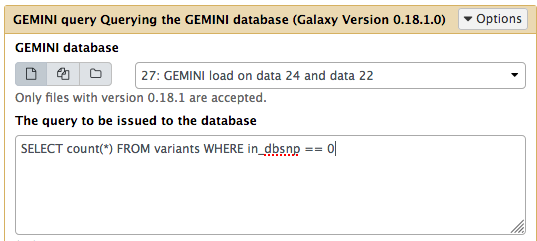 GEMINI query Querying the GEMINI database (Galaxy Version 0.18.1.0) Options
GEMINI database
27: GEMINI load on data 24 and data 22
Only files with version 0.18.1 are accepted.
The query to be issued to the database
SELECT count(*) FROM variants WHERE in_dbsnp == 0